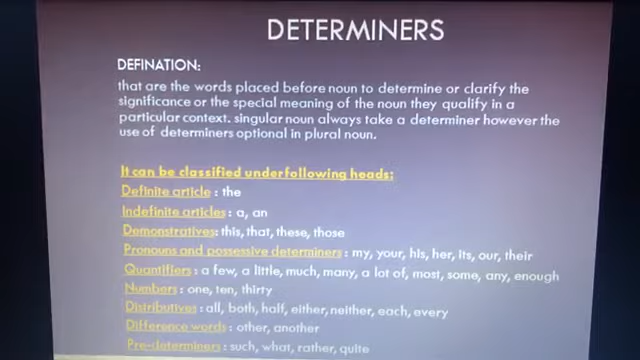 DETERMINERS
DEFINATION:
that are the words placed before noun to determine or clarify the
significance or the special meaning of the noun they qualify in a
particular context. singular noun always take a determiner however the
use of determiners optional in plural noun.
It can be classified underfollowing heads:
Definite article : the
Indefinite articles : a, an
Demonstratives: this, that, these, those
Pronouns and possessive determiners : my, your, his, her, its, our, their
Quantifiers : a few, a little, much, many, a lot of, most, some, any, enough
Numbers : one, ten, thirty
Distributives : all, both, half, either, neither, each, every
Difference words : other, another
Pre-determiners : such, what, rather, quite